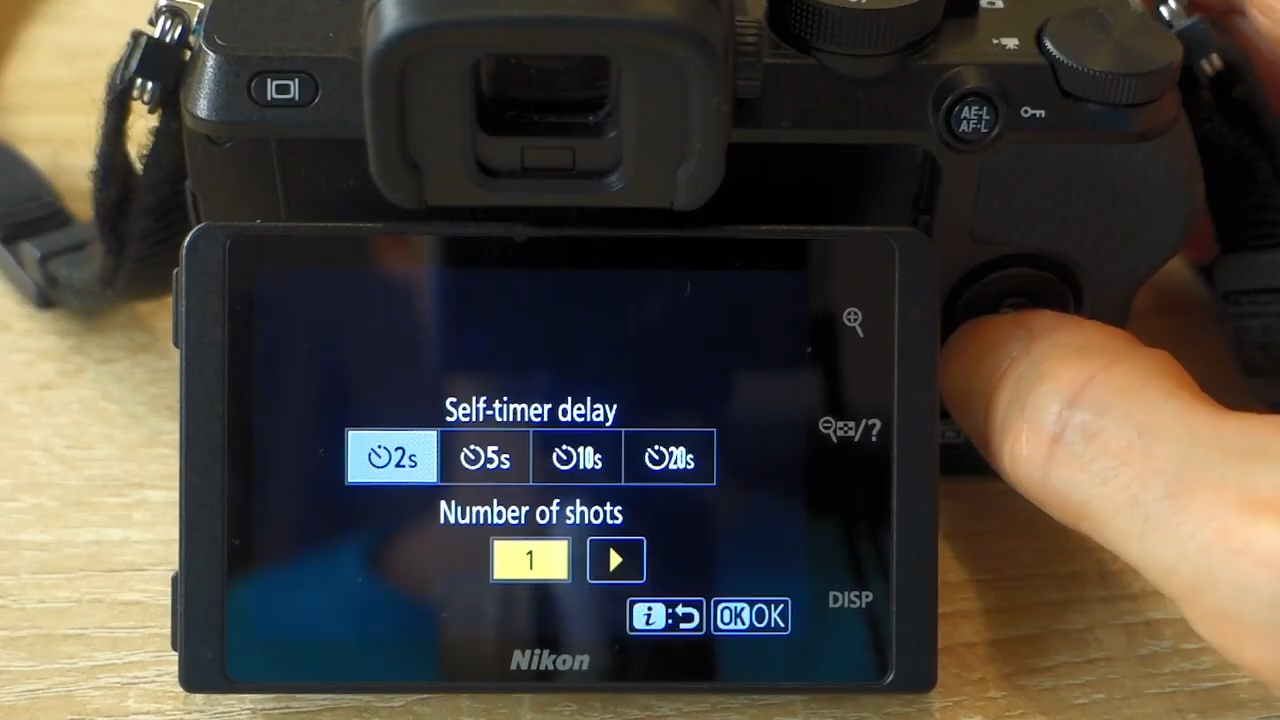 AE-L
AF-L
Self-timer delay
2s 5s 10s 20s
Number of shots
1
/?
i : OK OK
DISP
Nikon